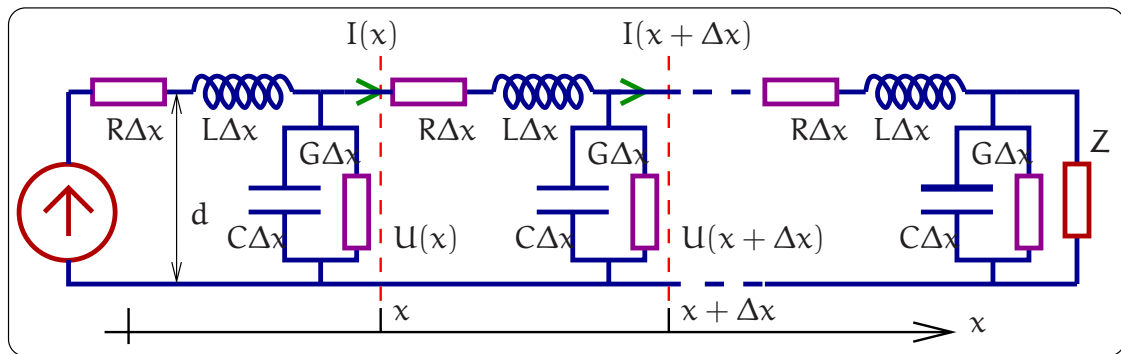 I(x) I(x + Δx)
RΔx LΔx RΔx LΔx RΔx LΔx Z
GΔx GΔx GΔx
d
CΔx U(x) CΔx U(x + Δx) CΔx
x x + Δx x